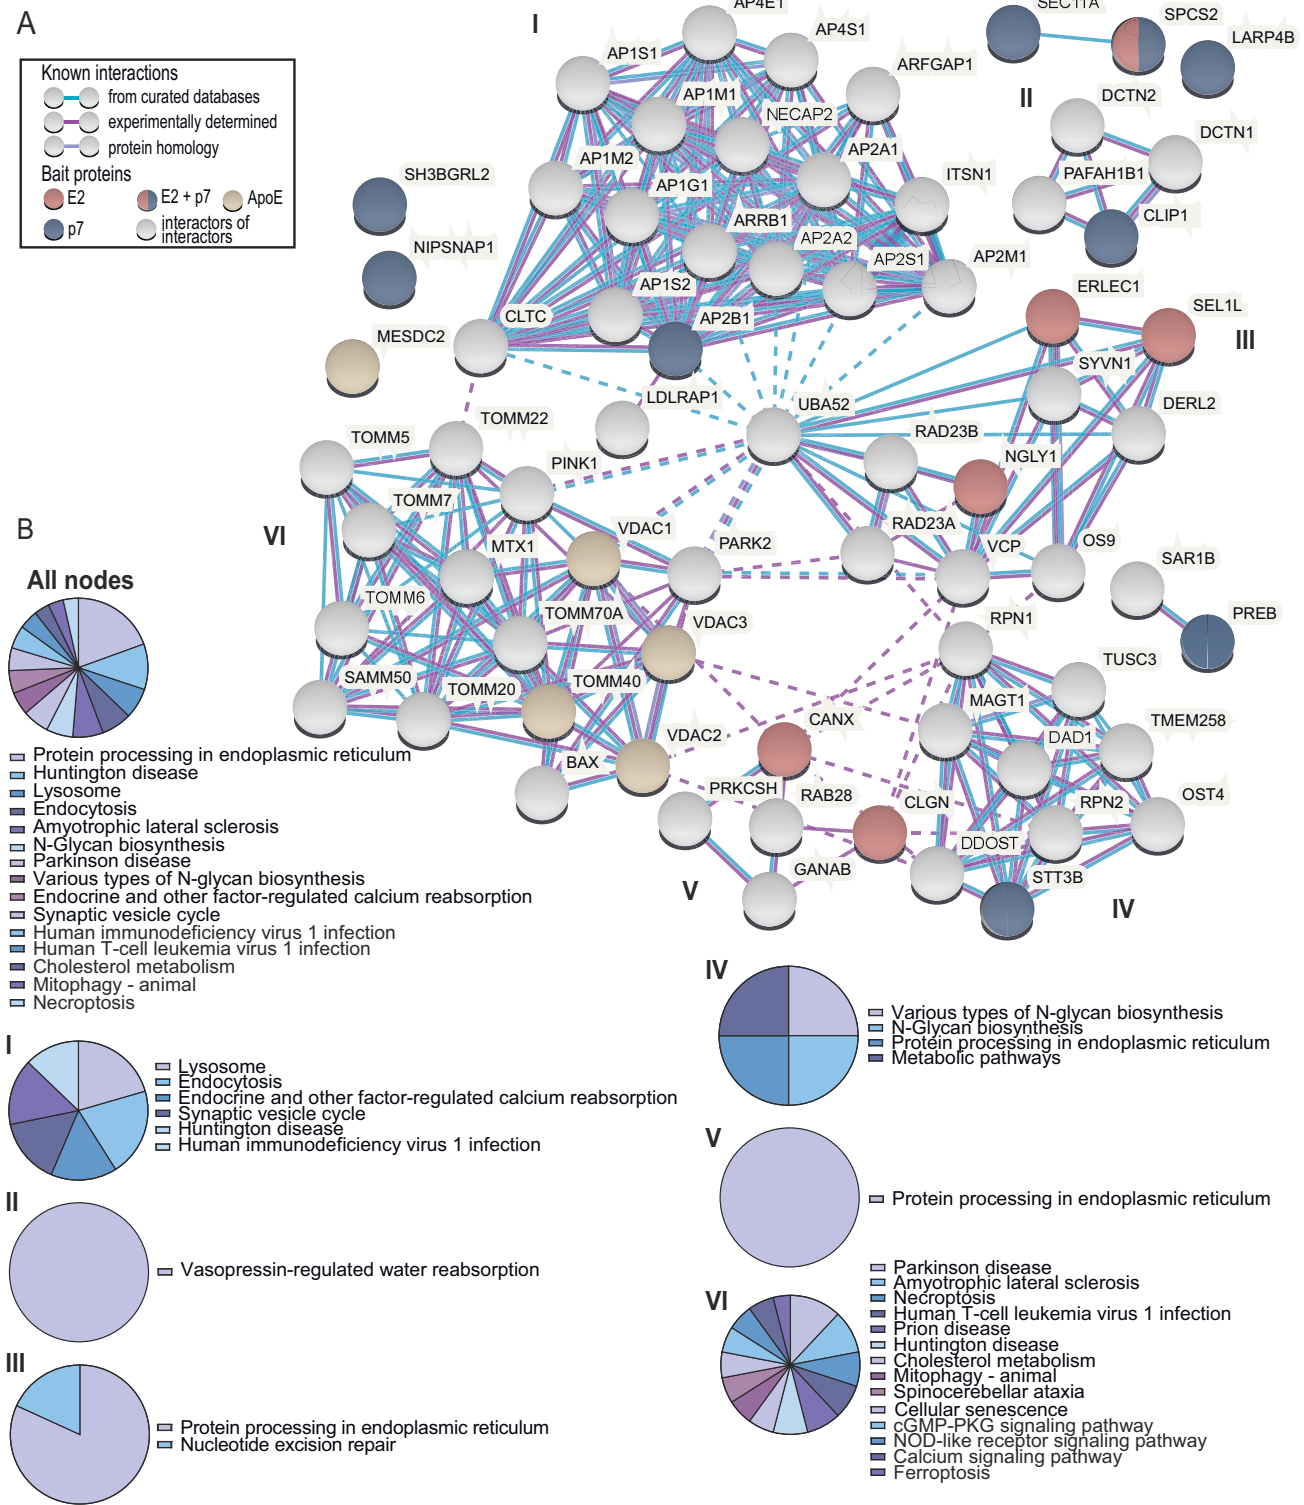 A
Known interactions
from curated databases
experimentally determined
protein homology
Bait proteins
E2
E2 + p7
ApoE
p7
interactors of
interactors
I
AP4E1
AP4S1
AP1S1
ARFGAP1
AP1M1
NECAP2
AP1M2
AP2A1
AP1G1
ITSN1
ARRB1
AP2A2
AP2S1
AP2M1
AP1S2
CLTC
AP2B1
LDLRAP1
SH3BGRL2
NIPSNAP1
MESDC2
SEC11A
SPCS2
LARP4B
II
DCTN2
DCTN1
PAFAH1B1
CLIP1
ERLEC1
SEL1L
III
SYVN1
DERL2
UBA52
RAD23B
NGLY1
RAD23A
VCP
OS9
SAR1B
PREB
TOMM22
TOMM5
PINK1
TOMM7
VI
VDAC1
MTX1
PARK2
TOMM6
TOMM70A
VDAC3
SAMM50
TOMM20
TOMM40
VDAC2
BAX
RPN1
TUSC3
MAGT1
TMEM258
DAD1
CANX
PRKCSH
RAB28
CLGN
RPN2
OST4
DDOST
GANAB
STT3B
V
IV
B
All nodes
Protein processing in endoplasmic reticulum
Huntington disease
Lysosome
Endocytosis
Amyotrophic lateral sclerosis
N-Glycan biosynthesis
Parkinson disease
Various types of N-glycan biosynthesis
Endocrine and other factor-regulated calcium reabsorption
Synaptic vesicle cycle
Human immunodeficiency virus 1 infection
Human T-cell leukemia virus 1 infection
Cholesterol metabolism
Mitophagy - animal
Necroptosis
I
Lysosome
Endocytosis
Endocrine and other factor-regulated calcium reabsorption
Synaptic vesicle cycle
Huntington disease
Human immunodeficiency virus 1 infection
II
Vasopressin-regulated water reabsorption
III
Protein processing in endoplasmic reticulum
Nucleotide excision repair
IV
Various types of N-glycan biosynthesis
N-Glycan biosynthesis
Protein processing in endoplasmic reticulum
Metabolic pathways
V
Protein processing in endoplasmic reticulum
VI
Parkinson disease
Amyotrophic lateral sclerosis
Necroptosis
Human T-cell leukemia virus 1 infection
Prion disease
Huntington disease
Cholesterol metabolism
Mitophagy - animal
Spinocerebellar ataxia
Cellular senescence
cGMP-PKG signaling pathway
NOD-like receptor signaling pathway
Calcium signaling pathway
Ferroptosis